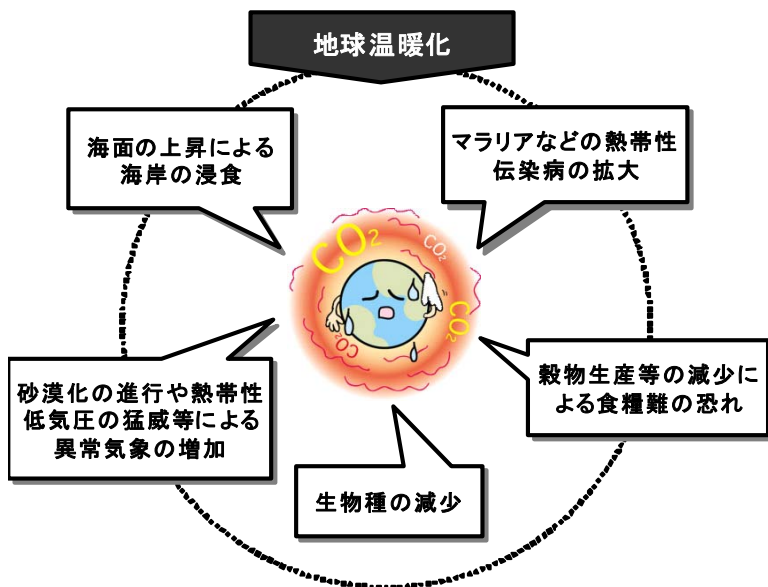 地球温暖化
海面の上昇による
海岸の浸食
マラリアなどの熱帯性
伝染病の拡大
CO2
CO2
CO2
CO2
砂漠化の進行や熱帯性
低気圧の猛威等による
異常気象の増加
穀物生産等の減少に
よる食糧難の恐れ
生物種の減少